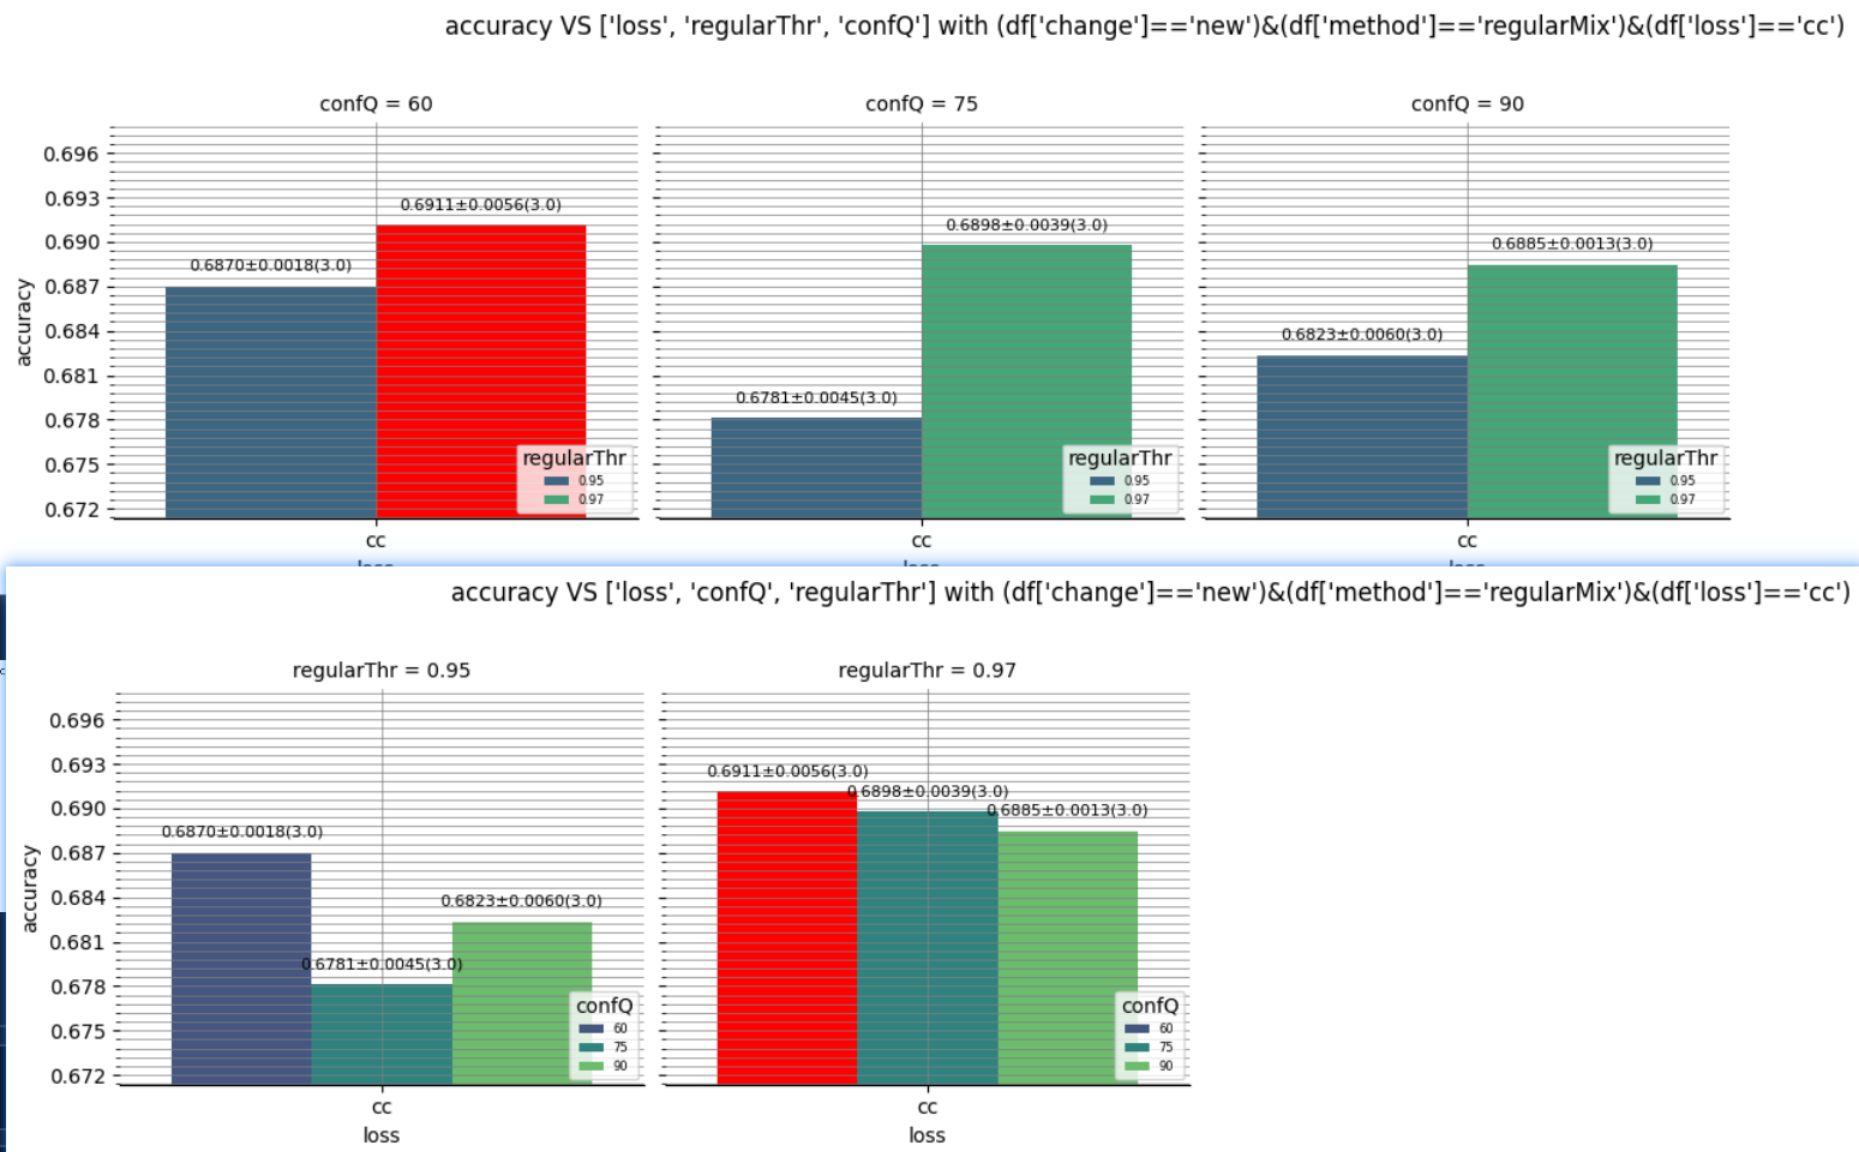 accuracy VS ['loss', 'regularThr', 'confQ'] with (df['change']=='new')&(df['method']=='regularMix')&(df['loss']=='cc')
confQ = 60
confQ = 75
confQ = 90
accuracy
0.696
0.693
0.690
0.687
0.684
0.681
0.678
0.675
0.672
0.6870±0.0018(3.0)
0.6911±0.0056(3.0)
regularThr
0.95
0.97
cc
loss
0.6781±0.0045(3.0)
0.6898±0.0039(3.0)
regularThr
0.95
0.97
cc
loss
0.6823±0.0060(3.0)
0.6885±0.0013(3.0)
regularThr
0.95
0.97
cc
loss
accuracy VS ['loss', 'confQ', 'regularThr'] with (df['change']=='new')&(df['method']=='regularMix')&(df['loss']=='cc')
regularThr = 0.95
regularThr = 0.97
accuracy
0.696
0.693
0.690
0.687
0.684
0.681
0.678
0.675
0.672
0.6870±0.0018(3.0)
0.6781±0.0045(3.0)
0.6823±0.0060(3.0)
confQ
60
75
90
cc
loss
0.6911±0.0056(3.0)
0.6898±0.0039(3.0)
0.6885±0.0013(3.0)
confQ
60
75
90
cc
loss